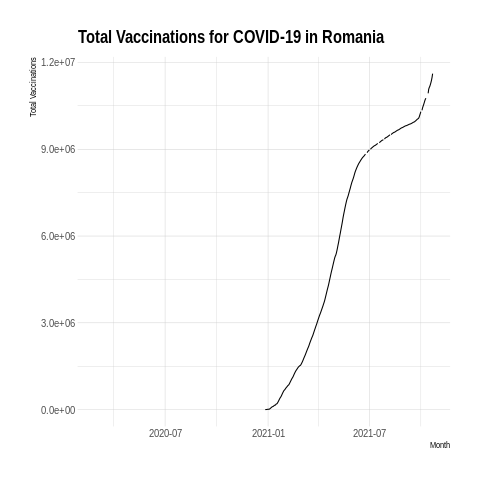 Total Vaccinations for COVID-19 in Romania
Total Vaccinations
1.2e+07
9.0e+06
6.0e+06
3.0e+06
0.0e+00
2020-07
2021-01
2021-07
Month